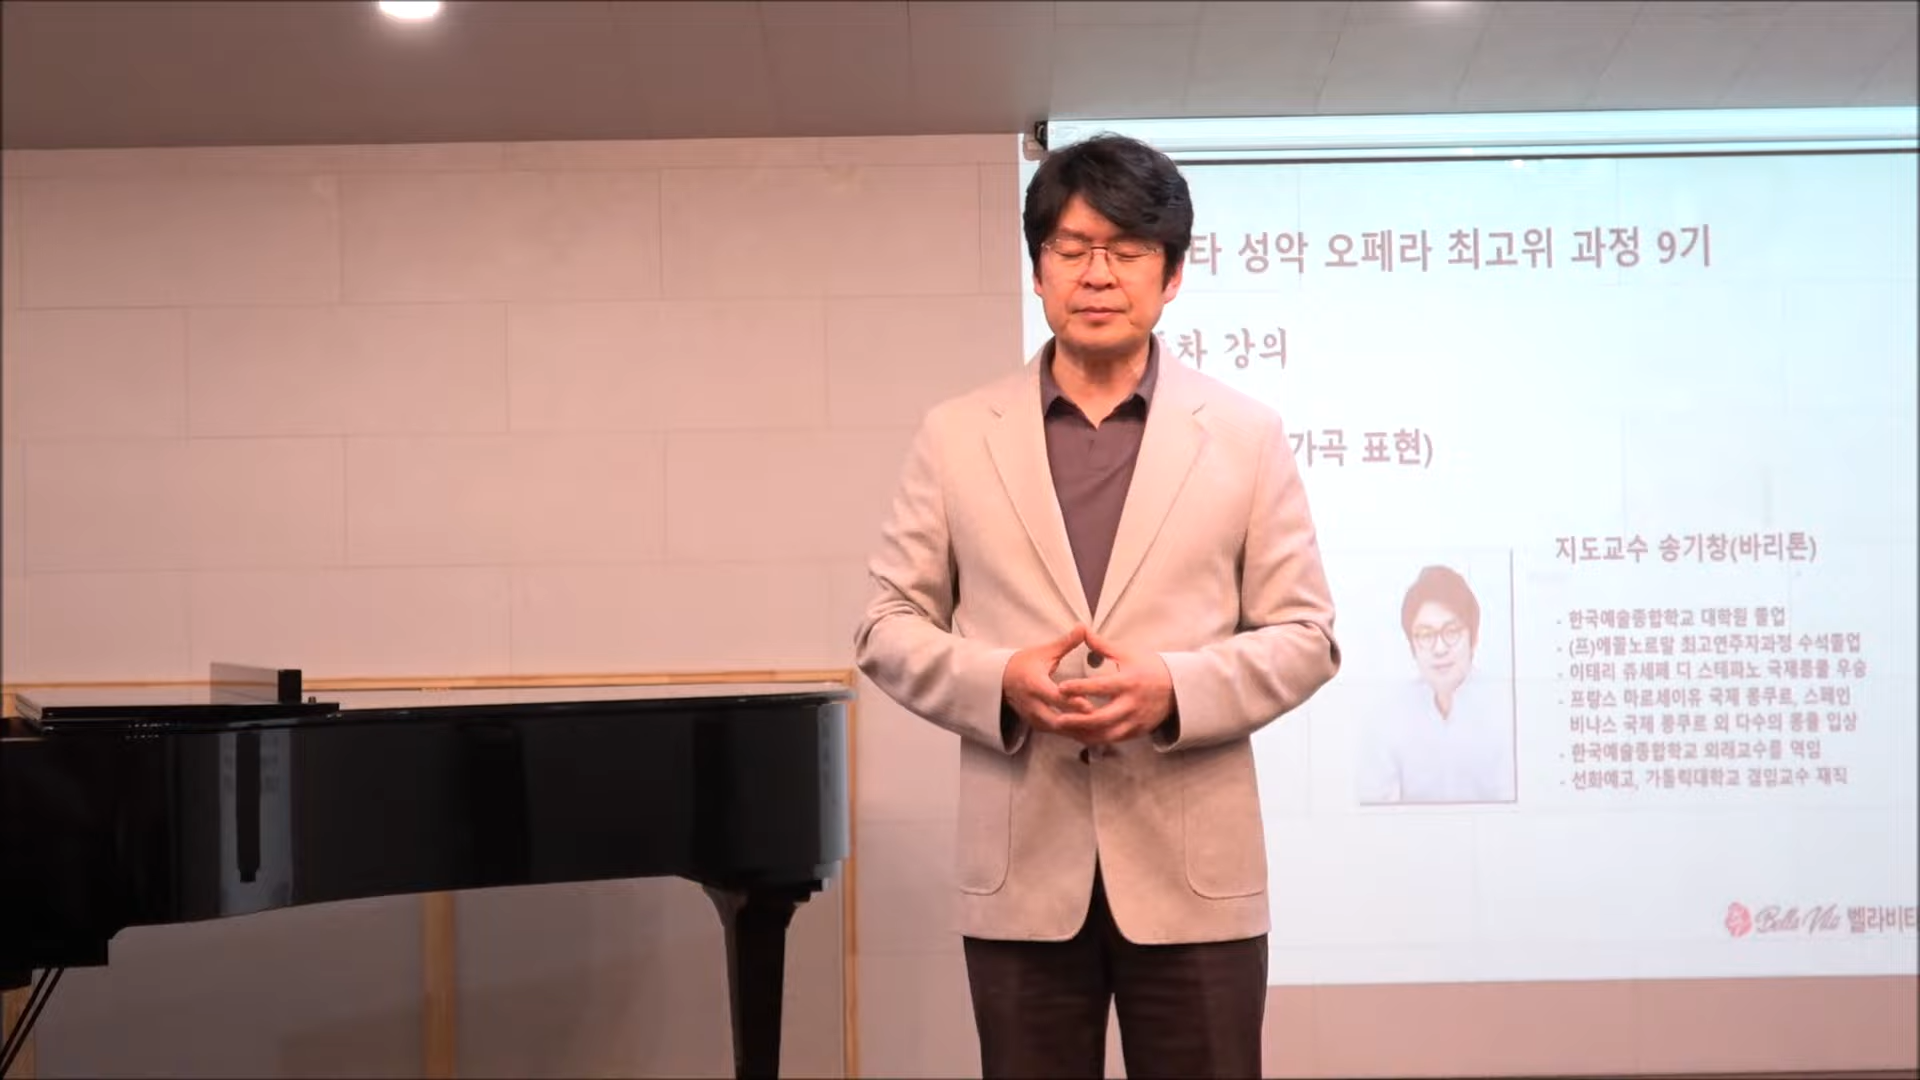 타 성악 오페라 최고위 과정 9기
차 강의
가곡 표현)
지도교수 송기창(바리톤)
- 한국예술종합학교 대학원 졸업
- (프)에꼴노르말 최고연주자과정 수석졸업
- 이태리 쥬세페 디 스테파노 국제콩쿨 우승
- 프랑스 마르세이유 국제 콩쿠르, 스페인
비냐스 국제 콩쿠르 외 다수의 콩쿨 입상
- 한국예술종합학교 외래교수를 역임
- 선화예고, 가톨릭대학교 겸임교수 재직
Bella Vita 벨라비타